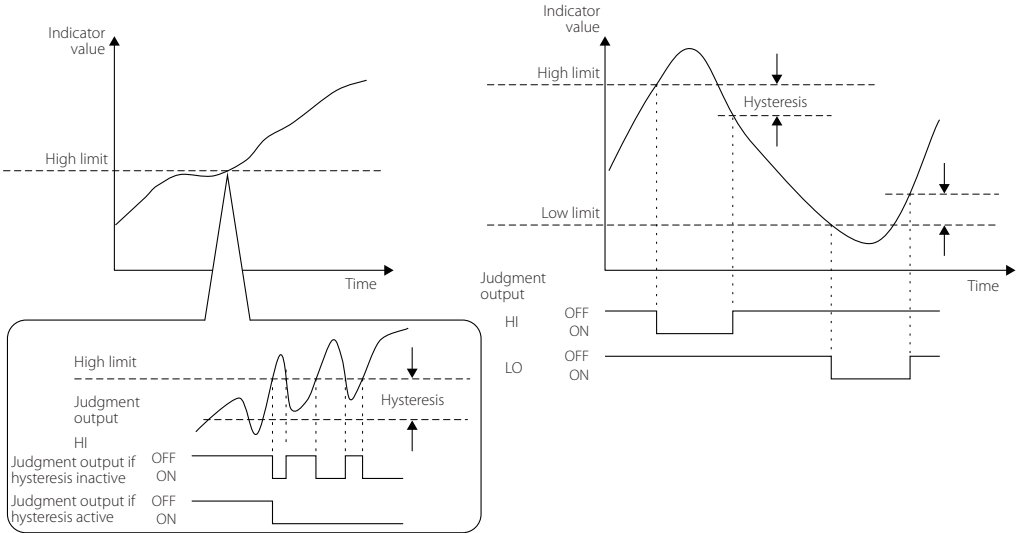 Indicator
value
High limit
Time
High limit
Hysteresis
Judgment
output
HI
Judgment output if
hysteresis inactive
OFF
ON
Judgment output if
hysteresis active
OFF
ON
Indicator
value
High limit
Hysteresis
Low limit
Time
Judgment
output
HI
OFF
ON
LO
OFF
ON